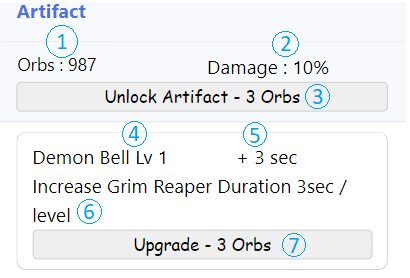 Artifact
1 2
Orbs : 987 Damage : 10%
Unlock Artifact - 3 Orbs 3
4 5
Demon Bell Lv 1 + 3 sec
Increase Grim Reaper Duration 3sec /
level 6
Upgrade - 3 Orbs 7